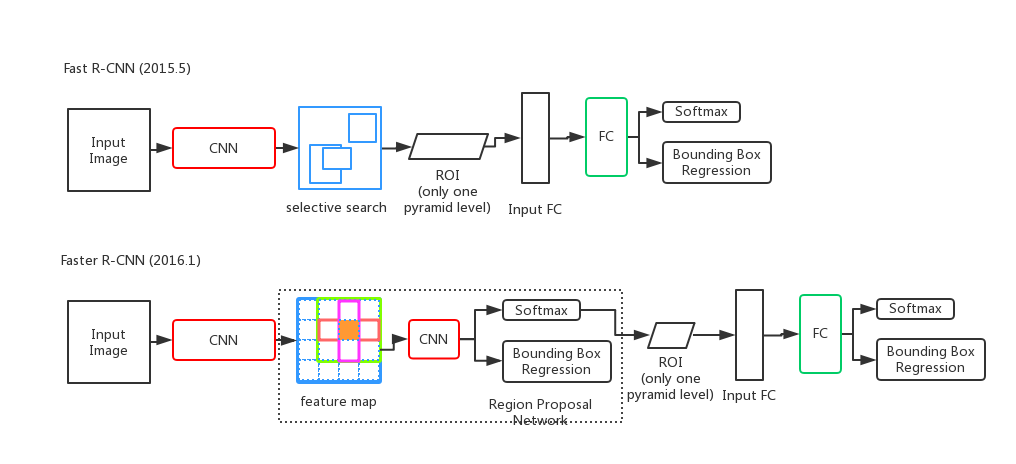 Fast R-CNN (2015.5)
Input
Image
CNN
selective search
ROI
(only one
pyramid level)
Input FC
FC
Softmax
Bounding Box
Regression
Faster R-CNN (2016.1)
Input
Image
CNN
feature map
CNN
Softmax
Bounding Box
Regression
Region Proposal
Network
ROI
(only one
pyramid level)
Input FC
FC
Softmax
Bounding Box
Regression